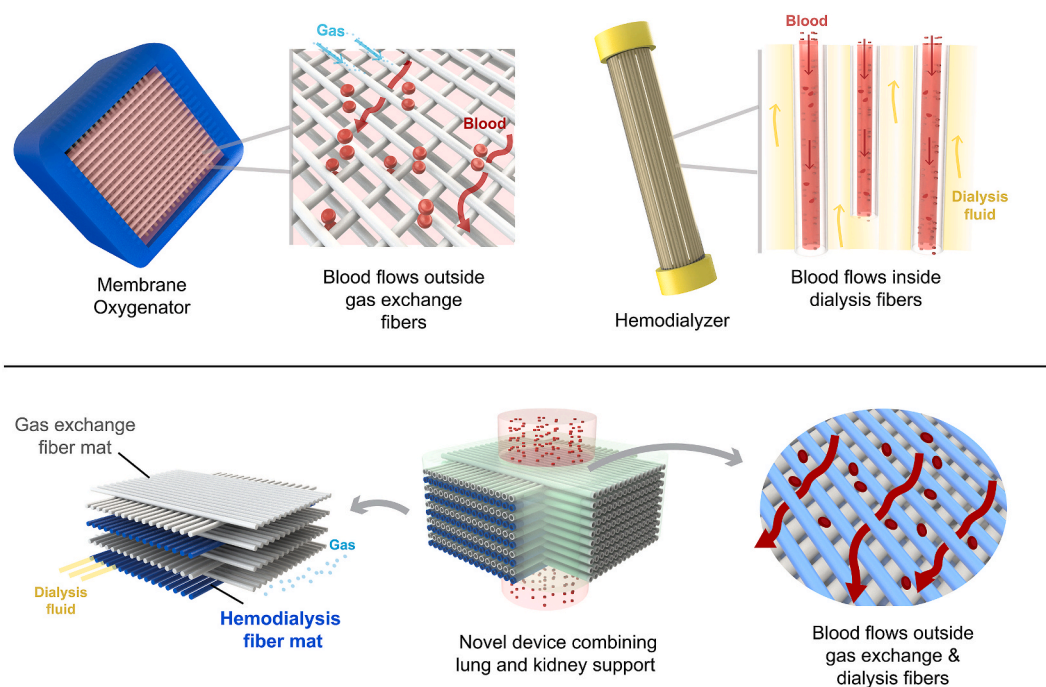 Gas
Blood
Membrane
Oxygenator
Blood flows outside
gas exchange
fibers
Blood
Dialysis
fluid
Hemodialyzer
Blood flows inside
dialysis fibers
Gas exchange
fiber mat
Gas
Dialysis
fluid
Hemodialysis
fiber mat
Novel device combining
lung and kidney support
Blood flows outside
gas exchange &
dialysis fibers